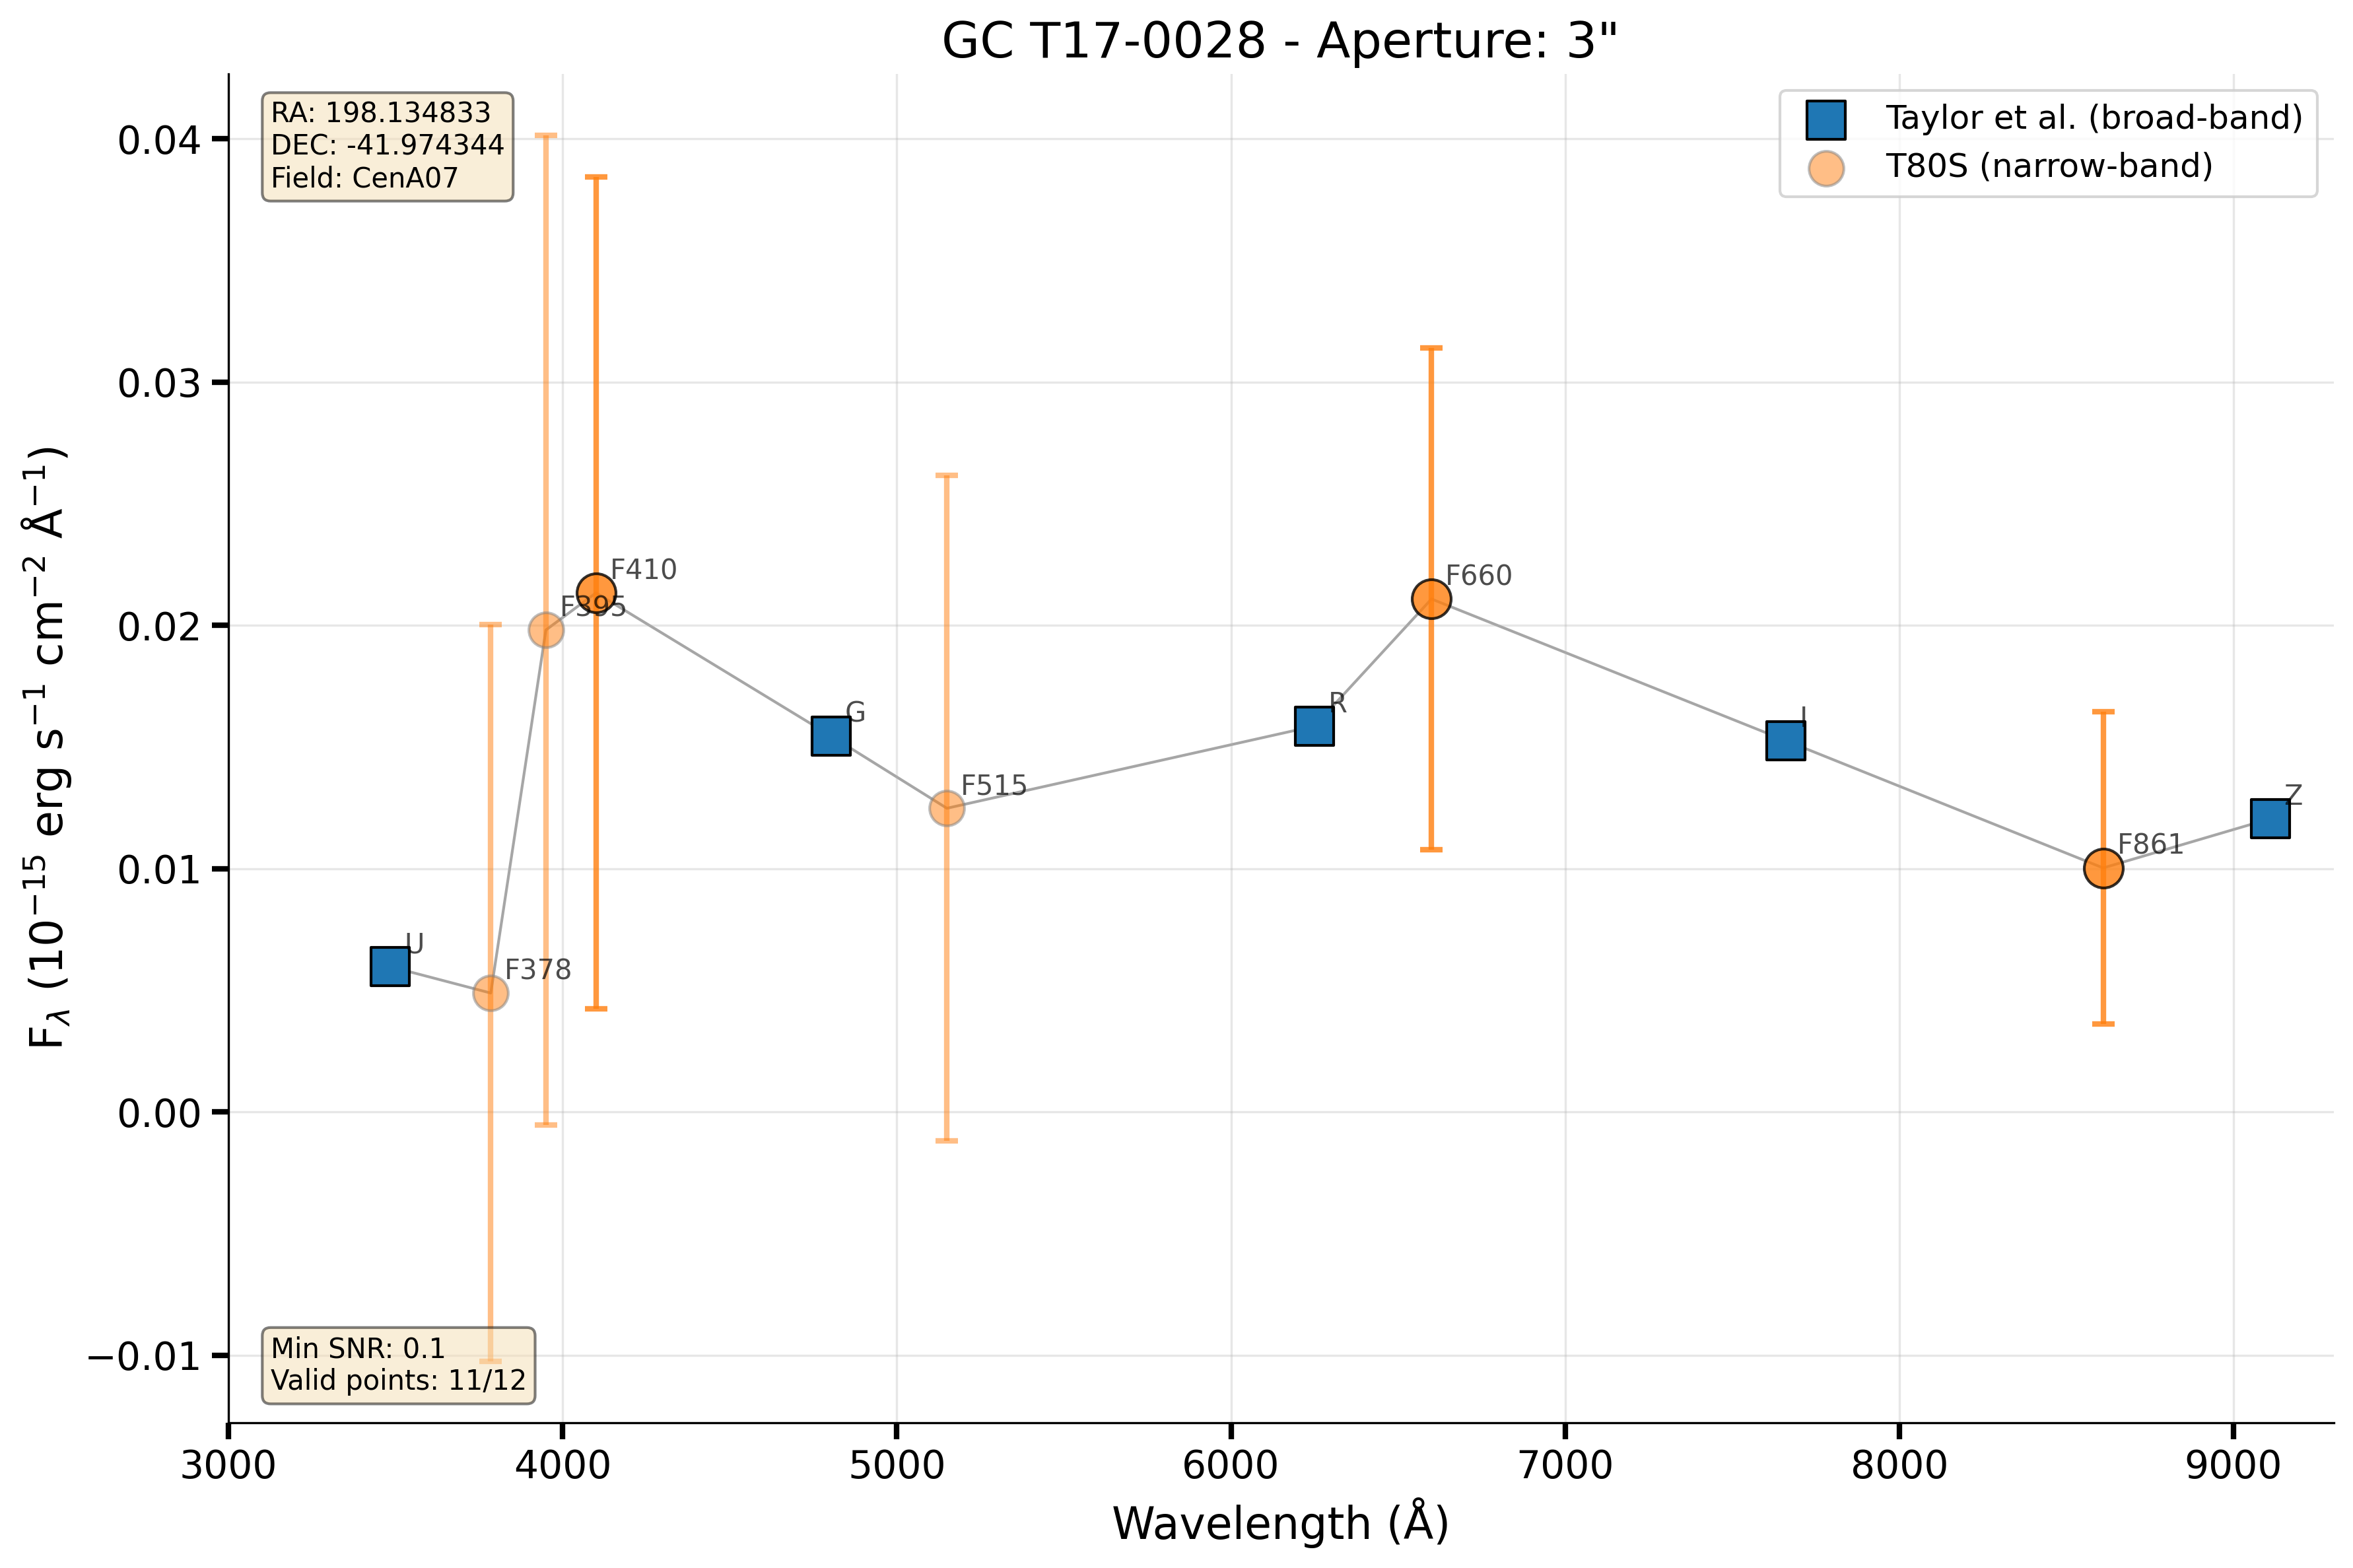 GC T17-0028 - Aperture: 3"
RA: 198.134833
DEC: -41.974344
Field: CenA07
Taylor et al. (broad-band)
T80S (narrow-band)
F$_λ$ (10$^{-15}$ erg s$^{-1}$ cm$^{-2}$ Å$^{-1}$)
0.04
0.03
0.02
0.01
0.00
−0.01
U
F378
F395
F410
G
F515
R
F660
I
F861
Z
Min SNR: 0.1
Valid points: 11/12
3000 4000 5000 6000 7000 8000 9000
Wavelength (Å)